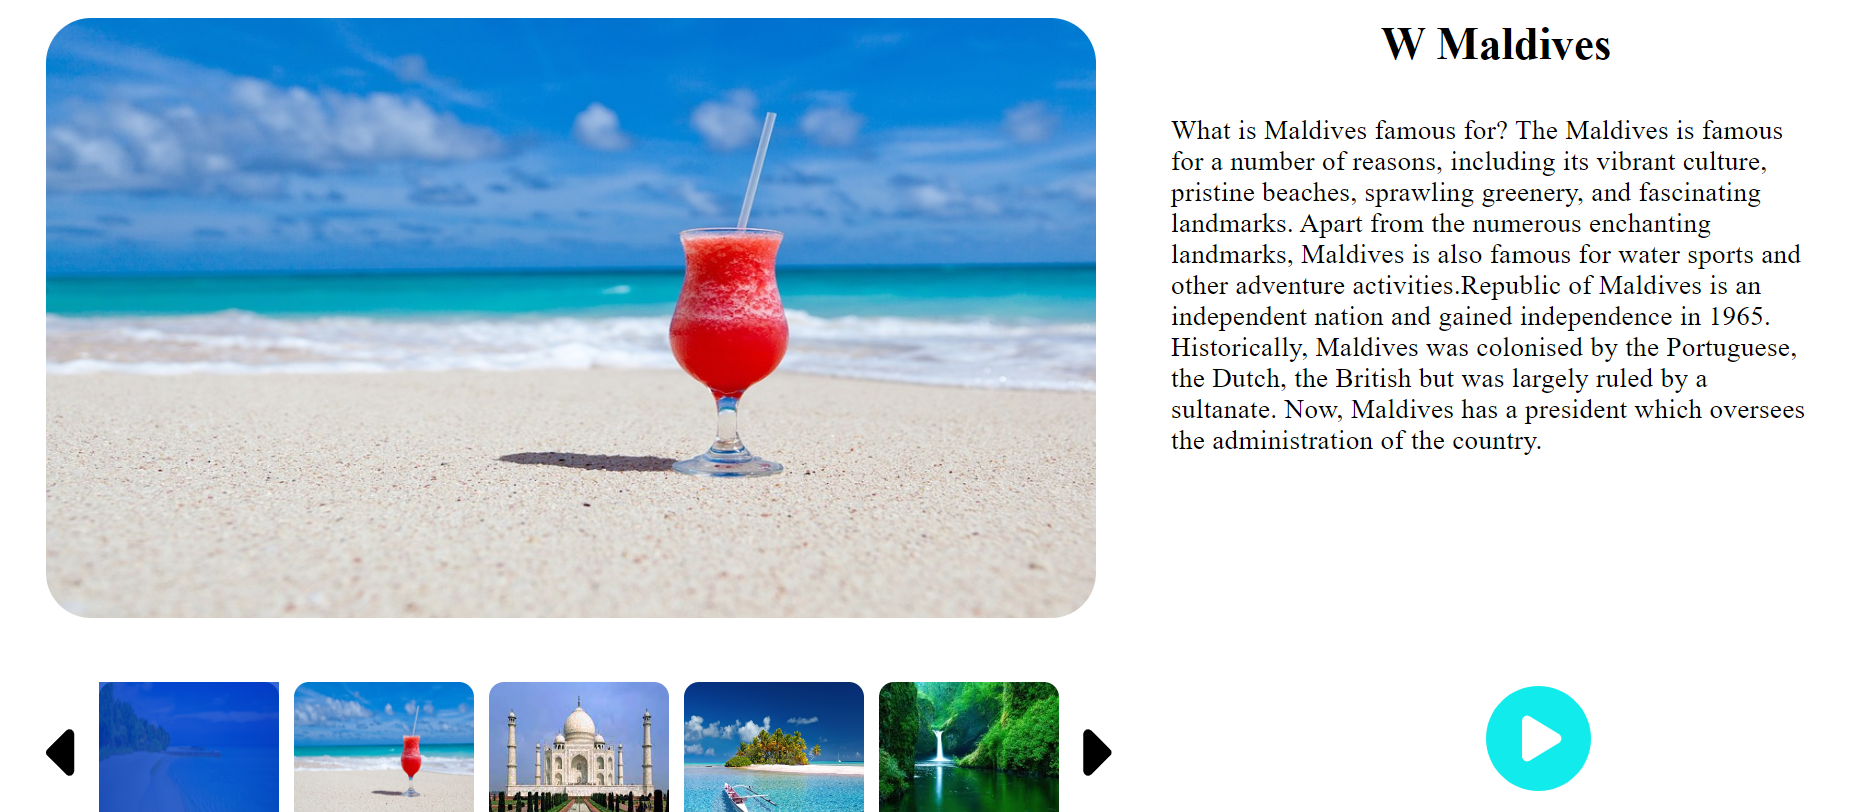 W Maldives
What is Maldives famous for? The Maldives is famous
for a number of reasons, including its vibrant culture,
pristine beaches, sprawling greenery, and fascinating
landmarks. Apart from the numerous enchanting
landmarks, Maldives is also famous for water sports and
other adventure activities.Republic of Maldives is an
independent nation and gained independence in 1965.
Historically, Maldives was colonised by the Portuguese,
the Dutch, the British but was largely ruled by a
sultanate. Now, Maldives has a president which oversees
the administration of the country.